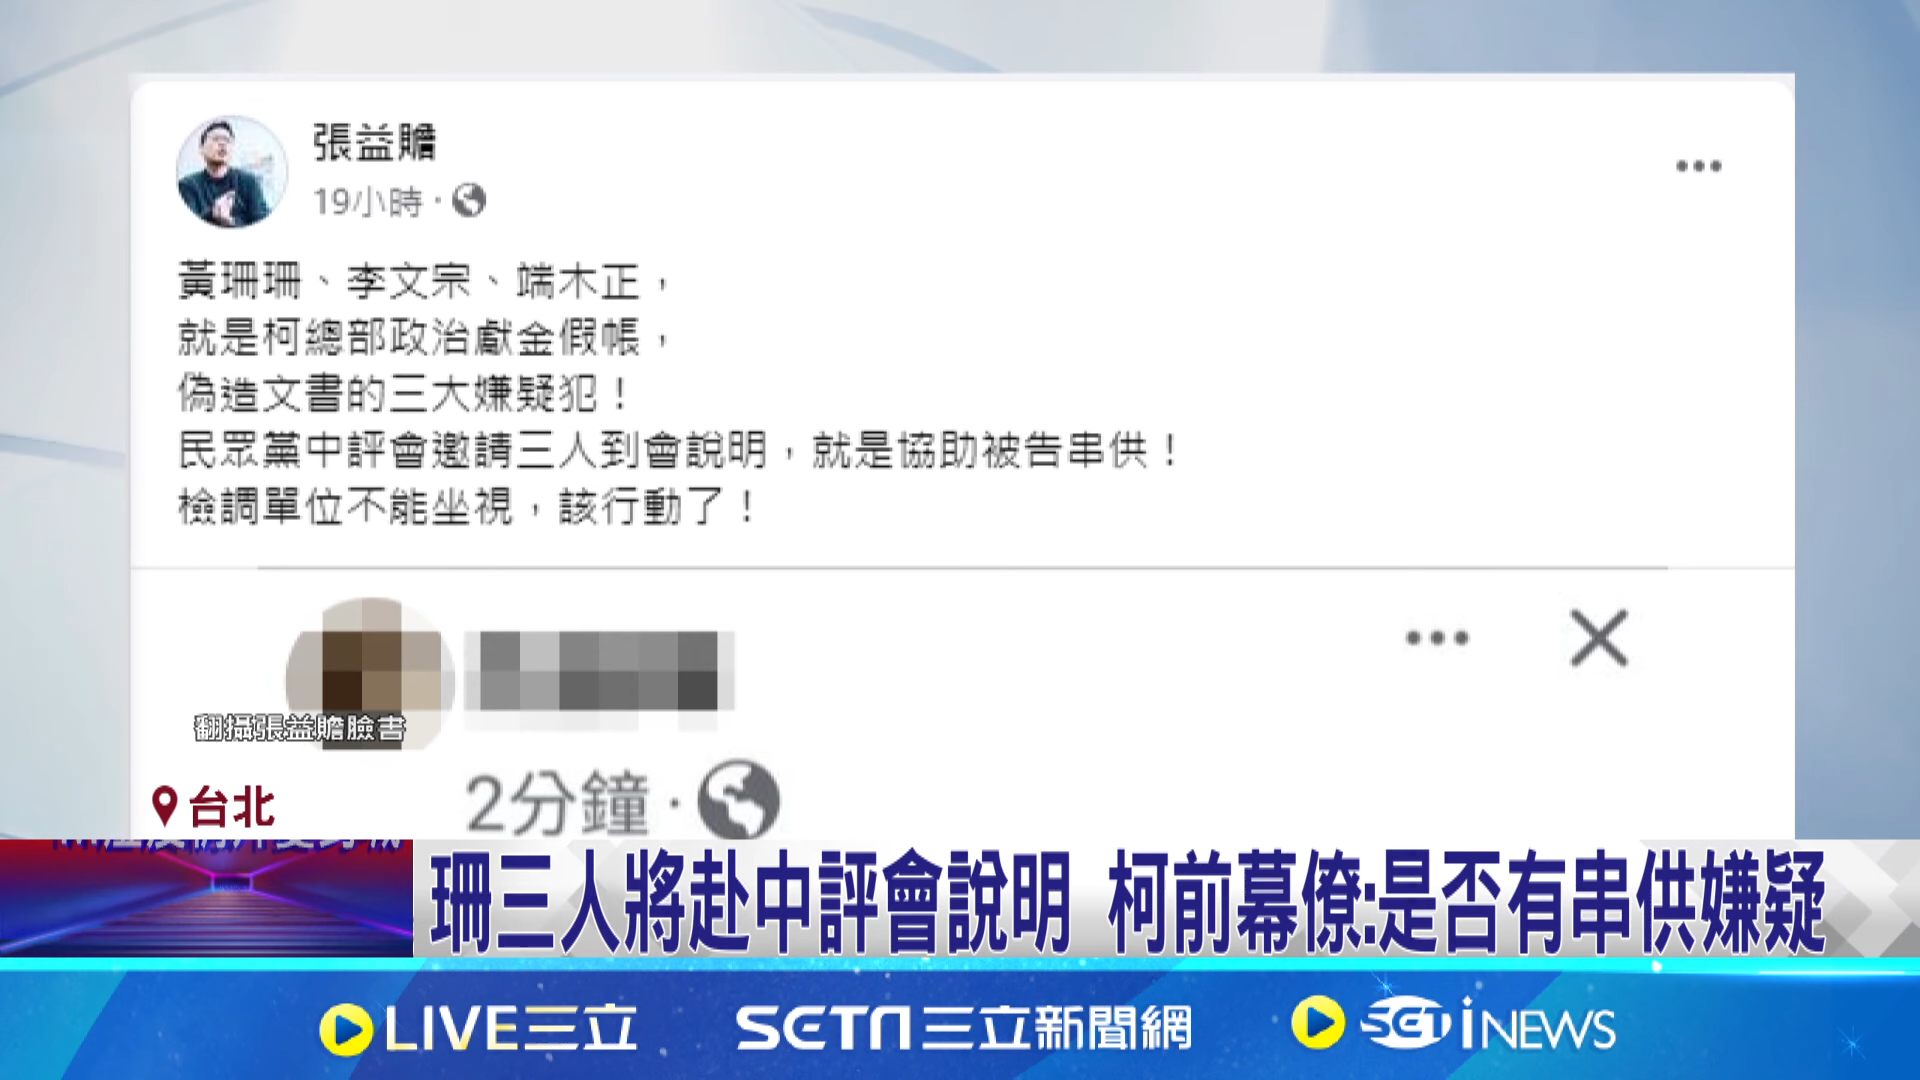 張益贍
19小時
黃珊珊、李文宗、端木正，
就是柯總部政治獻金假帳，
偽造文書的三大嫌疑犯！
民眾黨中評會邀請三人到會說明，就是協助被告串供！
檢調單位不能坐視，該行動了！
翻攝張益贍臉書
2分鐘
台北
珊三人將赴中評會說明 柯前幕僚:是否有串供嫌疑
LIVE三立
SETN三立新聞網
SET iNEWS